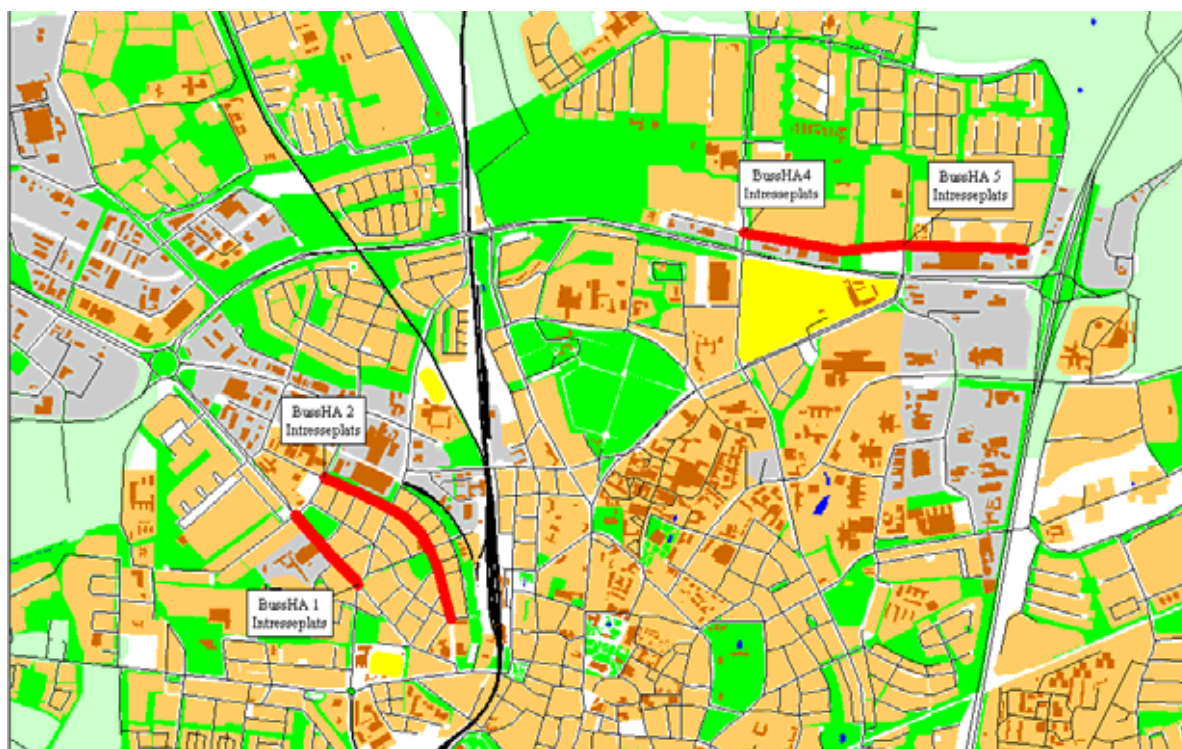 BussHA4
Intresseplats
BussHA 5
Intresseplats
BussHA 2
Intresseplats
BussHA 1
Intresseplats